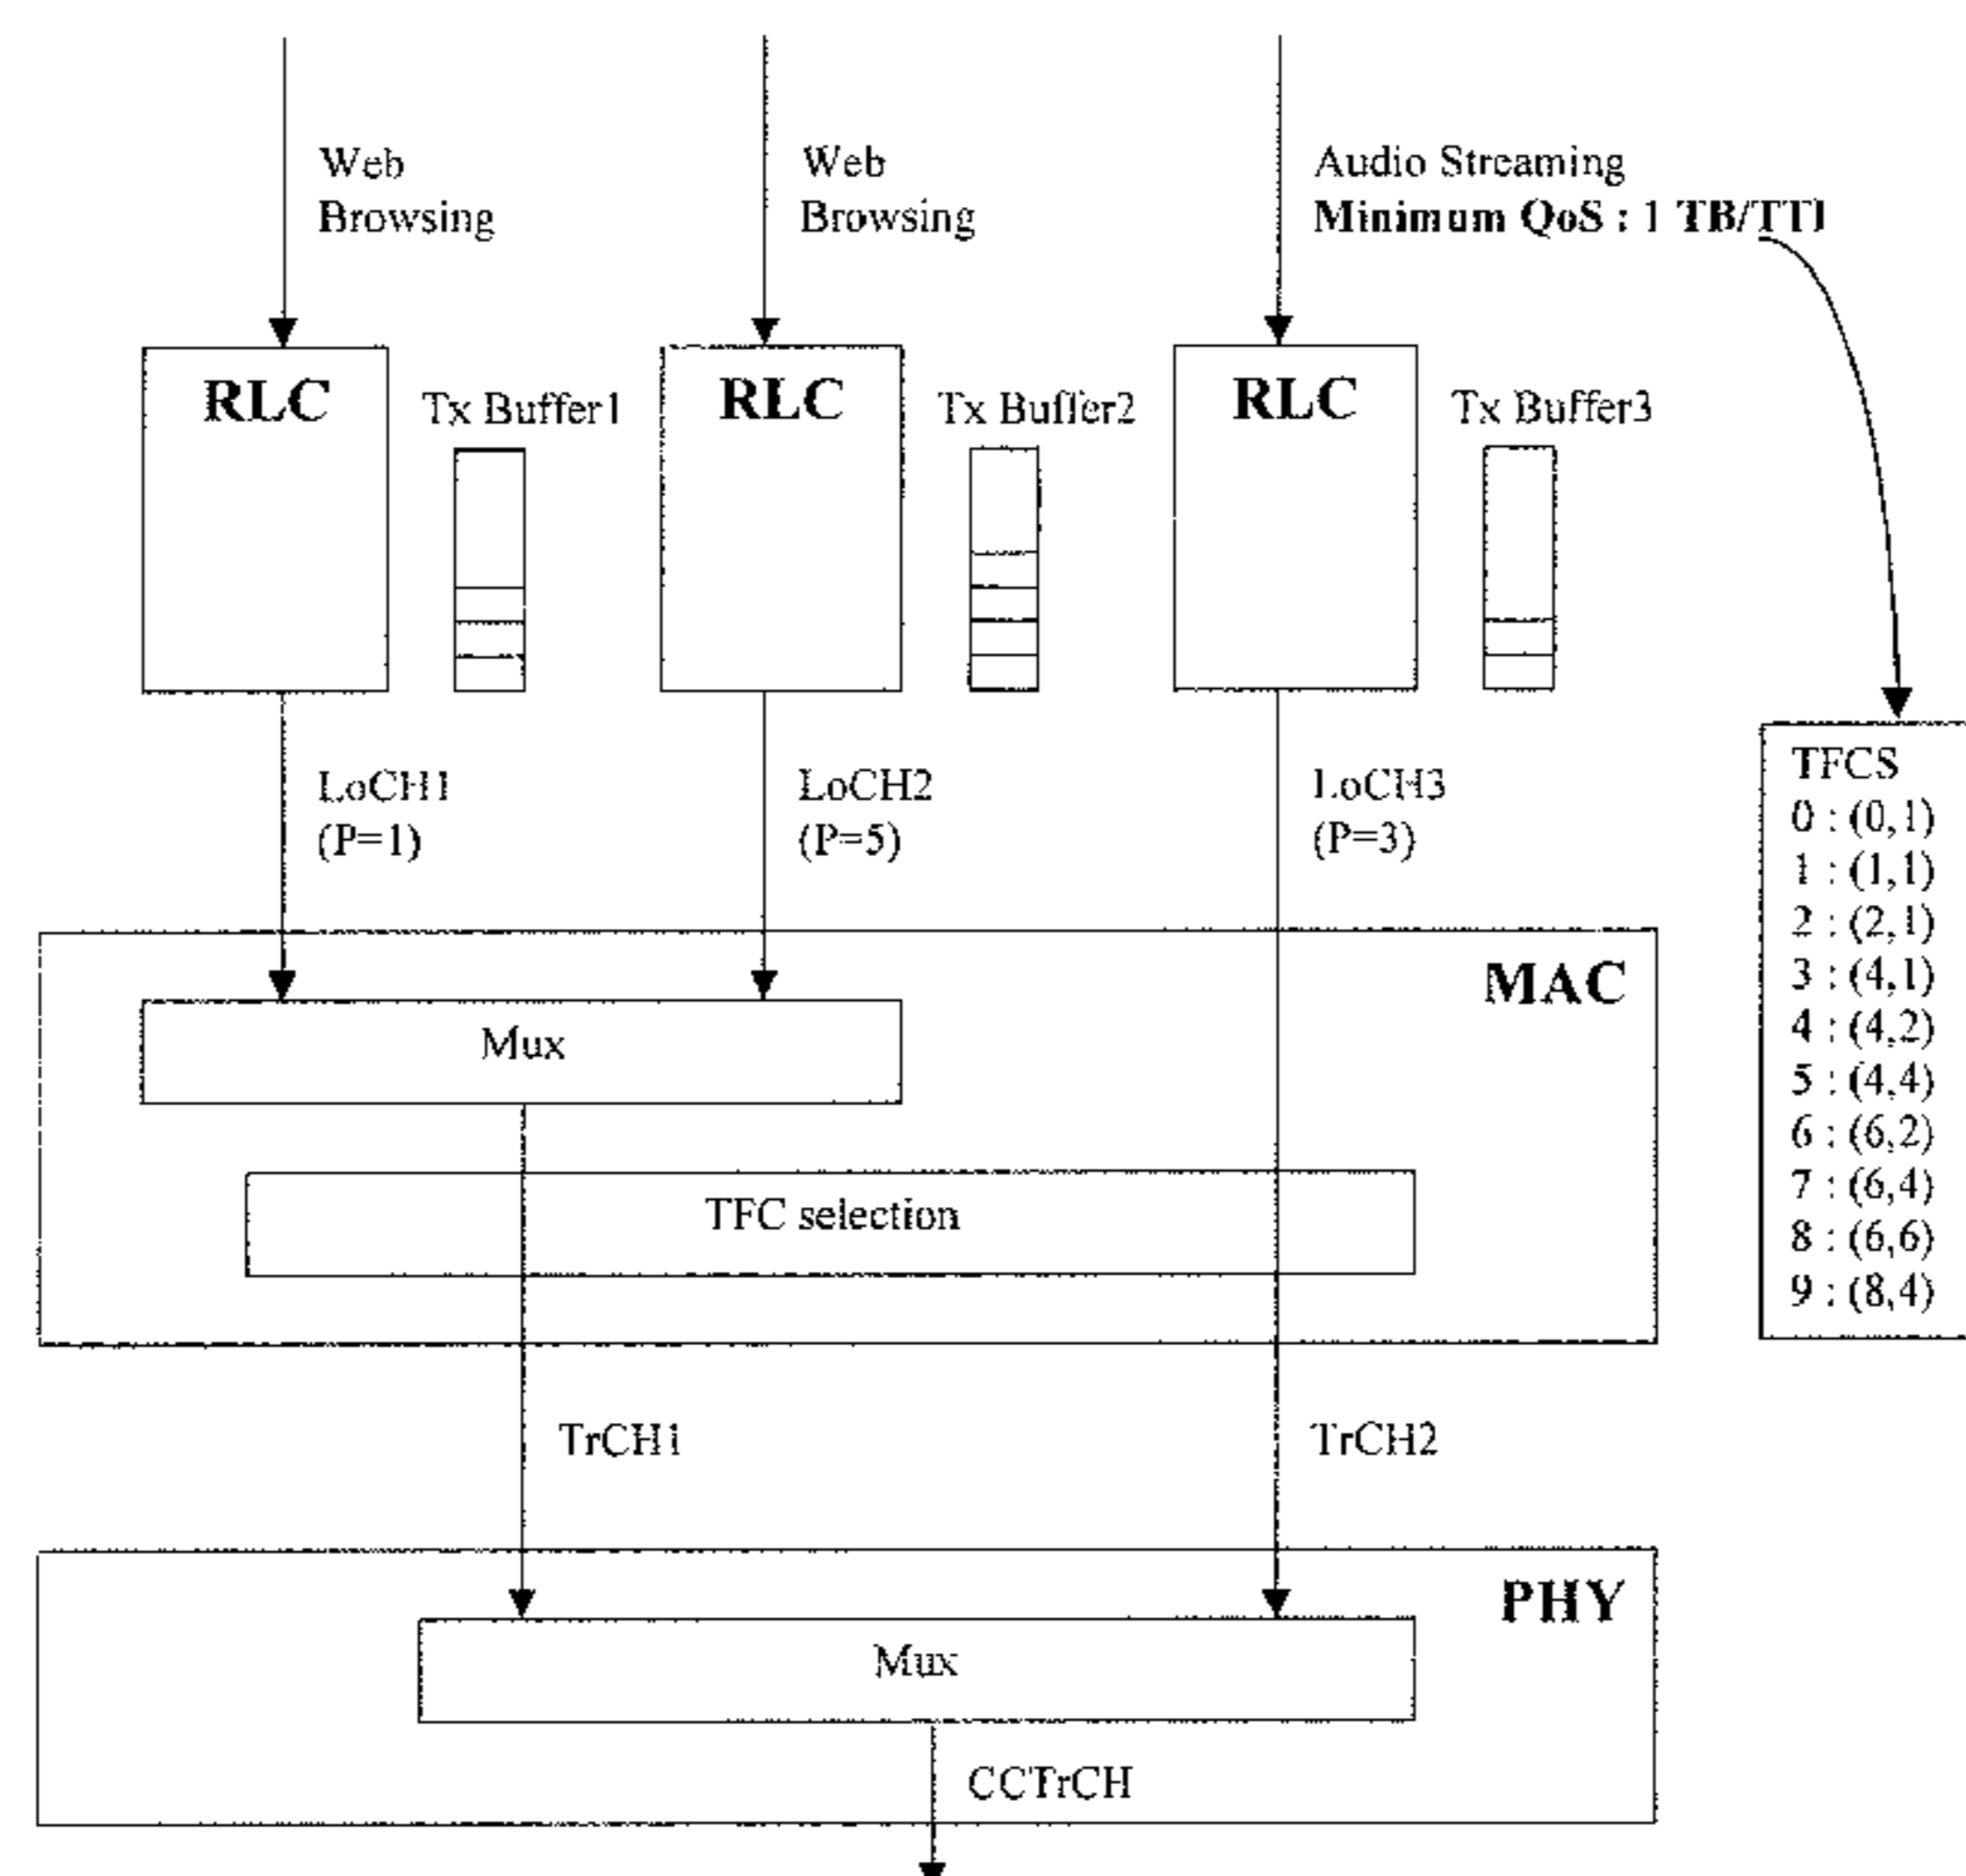 Web
Browsing
Web
Browsing
Audio Streaming
Minimum QoS : 1 TB/TTI
RLC
Tx Buffer1
RLC
Tx Buffer2
RLC
Tx Buffer3
LoCH1
(P=1)
LoCH2
(P=5)
LoCH3
(P=3)
TFCS
0 : (0,1)
1 : (1,1)
2 : (2,1)
3 : (4,1)
4 : (4,2)
5 : (4,4)
6 : (6,2)
7 : (6,4)
8 : (6,6)
9 : (8,4)
MAC
Mux
TFC selection
TrCH1
TrCH2
PHY
Mux
CCTrCH